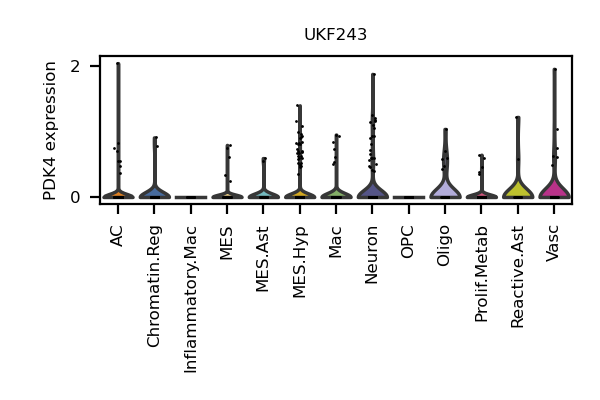 UKF243
PDK4 expression
2
0
AC
Chromatin.Reg
Inflammatory.Mac
MES
MES.Ast
MES.Hyp
Mac
Neuron
OPC
Oligo
Prolif.Metab
Reactive.Ast
Vasc